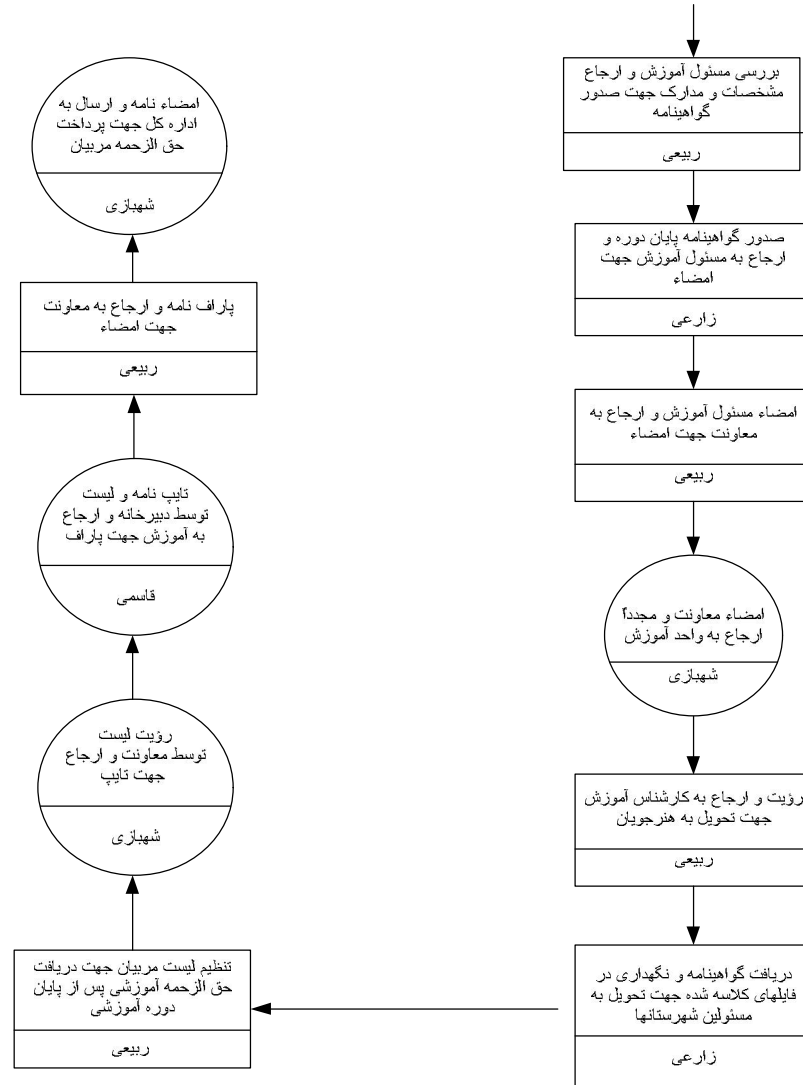 بررسی مسئول آموزش و ارجاع
مشخصات و مدارک جهت صدور
گواهینامه
ربیعی
صدور گواهینامه پایان دوره و
ارجاع به مسئول آموزش جهت
امضاء
زارعی
امضاء مسئول آموزش و ارجاع به
معاونت جهت امضاء
ربیعی
امضاء معاونت و مجدداً
ارجاع به واحد آموزش
شهبازی
رؤیت و ارجاع به کارشناس آموزش
جهت تحویل به هنرجویان
ربیعی
دریافت گواهینامه و نگهداری در
فایلهای کلاسه شده جهت تحویل به
مسئولین شهرستانها
زارعی
تنظیم لیست مربیان جهت دریافت
حق الزحمه آموزشی پس از پایان
دوره آموزشی
ربیعی
رؤیت لیست
توسط معاونت و ارجاع
جهت تایپ
شهبازی
تایپ نامه و لیست
توسط دبیرخانه و ارجاع
به آموزش جهت پاراف
قاسمی
پاراف نامه و ارجاع به معاونت
جهت امضاء
ربیعی
امضاء نامه و ارسال به
اداره کل جهت پرداخت
حق الزحمه مربیان
شهبازی